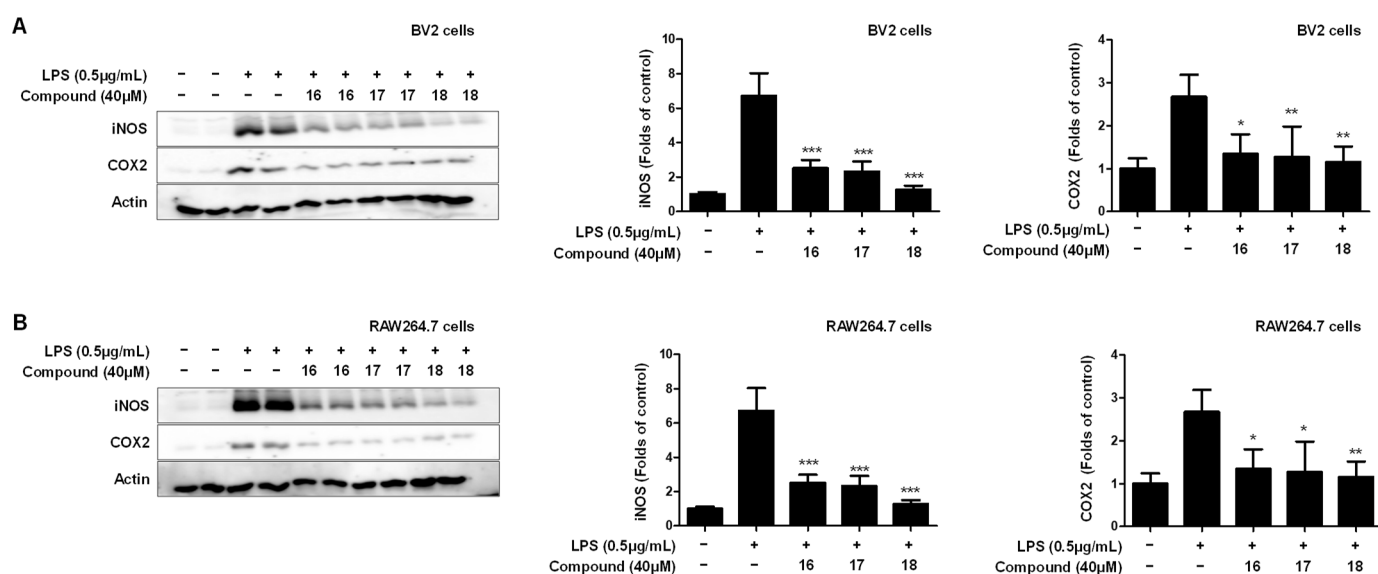 A
BV2 cells
LPS (0.5µg/mL) − − + + + + + + + +
Compound (40µM) − − − − 16 16 17 17 18 18
iNOS
COX2
Actin
BV2 cells
iNOS (Folds of control)
10
8
6
4
2
0
*** *** ***
LPS (0.5µg/mL) − + + + +
Compound (40µM) − − 16 17 18
BV2 cells
COX2 (Folds of control)
4
3
2
1
0
* ** **
LPS (0.5µg/mL) − + + + +
Compound (40µM) − − 16 17 18
B
RAW264.7 cells
LPS (0.5µg/mL) − − + + + + + + + +
Compound (40µM) − − − − 16 16 17 17 18 18
iNOS
COX2
Actin
RAW264.7 cells
iNOS (Folds of control)
10
8
6
4
2
0
*** *** ***
LPS (0.5µg/mL) − + + + +
Compound (40µM) − − 16 17 18
RAW264.7 cells
COX2 (Folds of control)
4
3
2
1
0
* * **
LPS (0.5µg/mL) − + + + +
Compound (40µM) − − 16 17 18